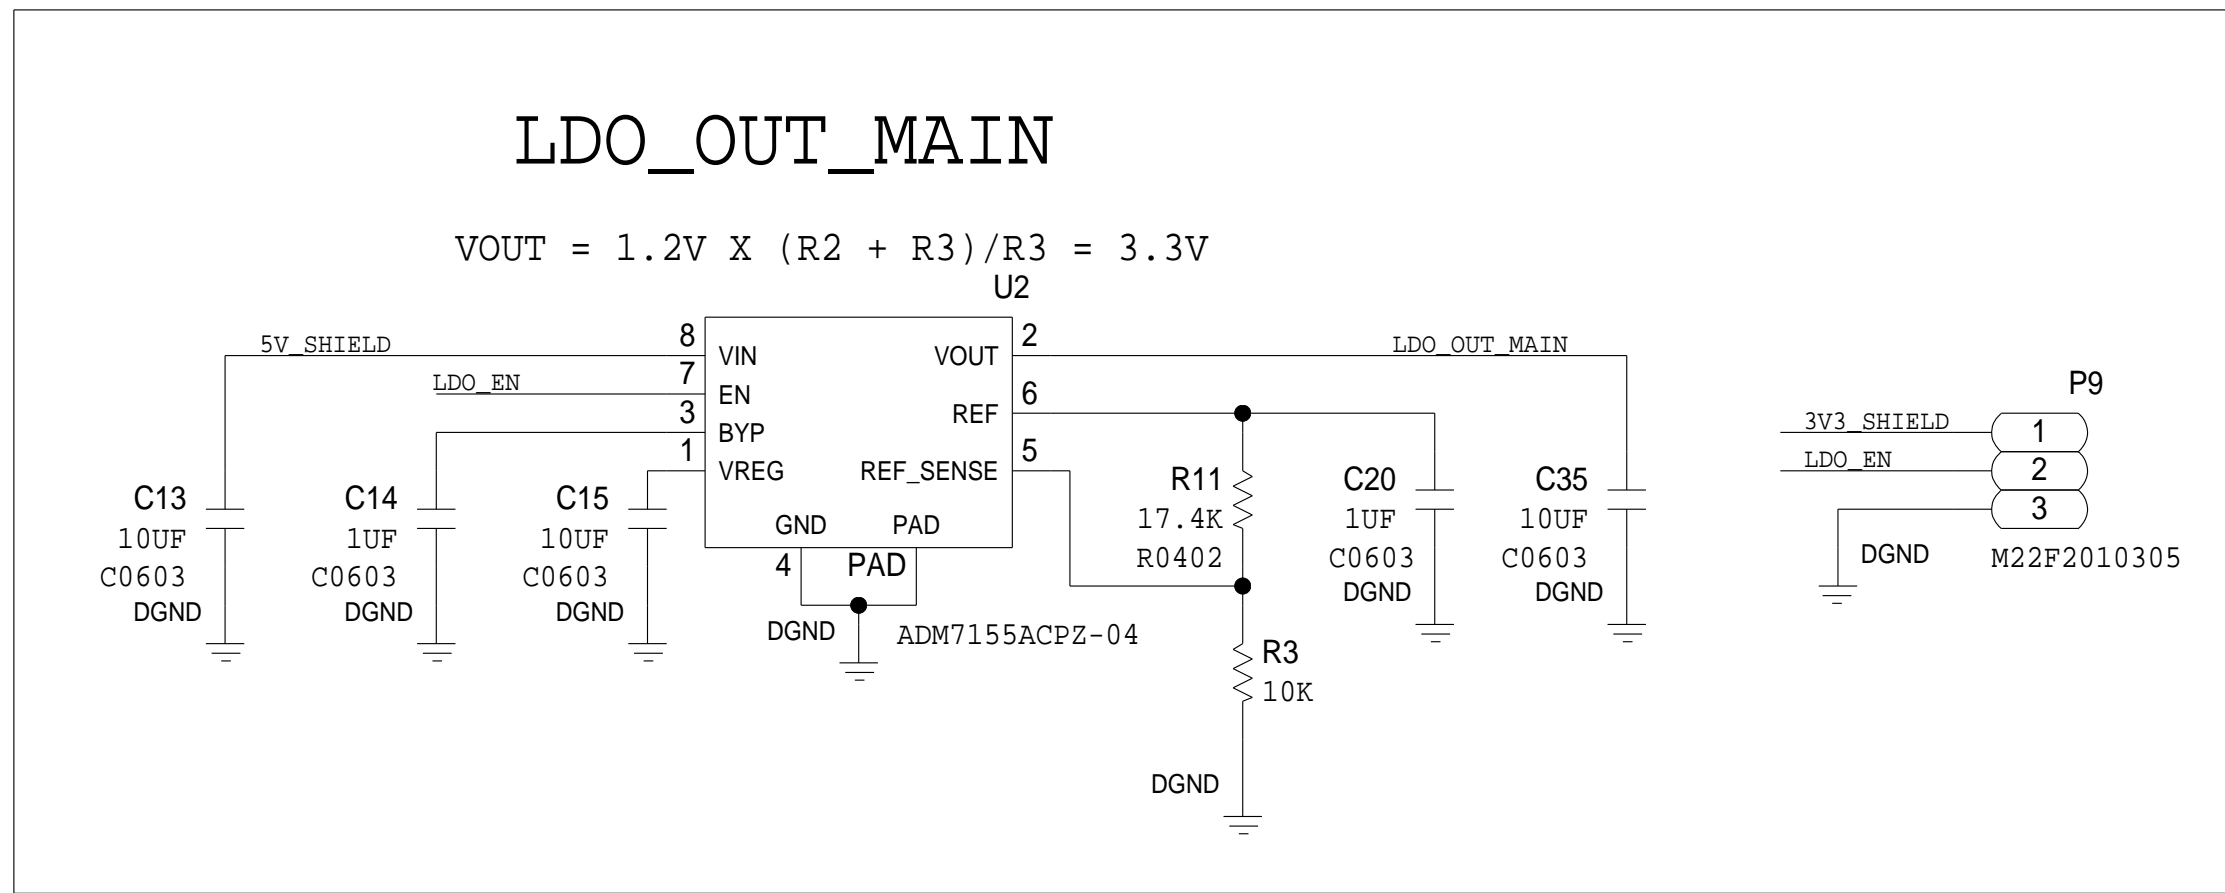 LDO_OUT_MAIN
VOUT = 1.2V X (R2 + R3)/R3 = 3.3V
U2
5V_SHIELD
8
VIN
VOUT
2
LDO_OUT_MAIN
LDO_EN
7
EN
REF
6
3
BYP
1
VREG
REF_SENSE
5
GND
PAD
4
PAD
DGND
ADM7155ACPZ-04
C13
10UF
C0603
DGND
C14
1UF
C0603
DGND
C15
10UF
C0603
DGND
R11
17.4K
R0402
R3
10K
DGND
C20
1UF
C0603
DGND
C35
10UF
C0603
DGND
P9
3V3_SHIELD
1
LDO_EN
2
3
DGND
M22F2010305